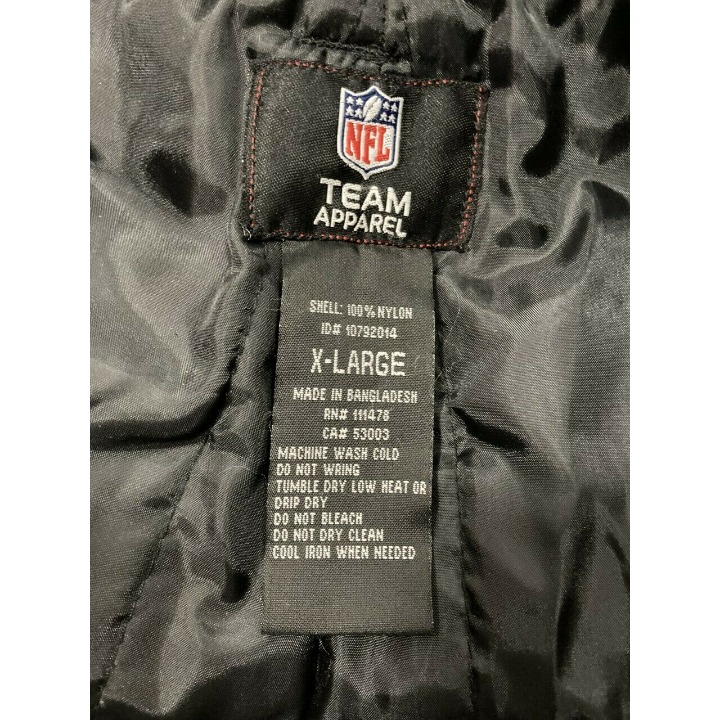 NFL
TEAM
APPAREL
SHELL: 100% NYLON
ID# 10792014
X-LARGE
MADE IN BANGLADESH
RN# 111478
CA# 53003
MACHINE WASH COLD
DO NOT WRING
TUMBLE DRY LOW HEAT OR
DRIP DRY
DO NOT BLEACH
DO NOT DRY CLEAN
COOL IRON WHEN NEEDED